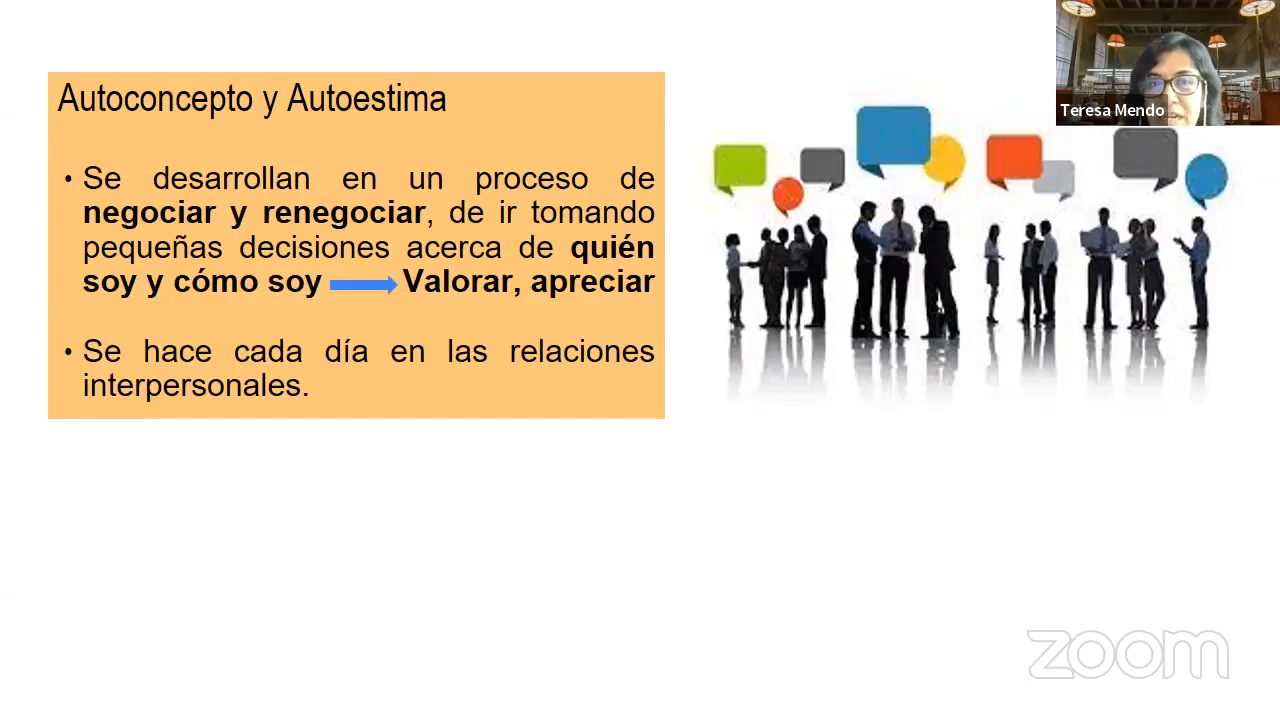 Autoconcepto y Autoestima
• Se desarrollan en un proceso de
negociar y renegociar, de ir tomando
pequeñas decisiones acerca de quién
soy y cómo soy Valorar, apreciar
• Se hace cada día en las relaciones
interpersonales.
Teresa Mendo
zoom